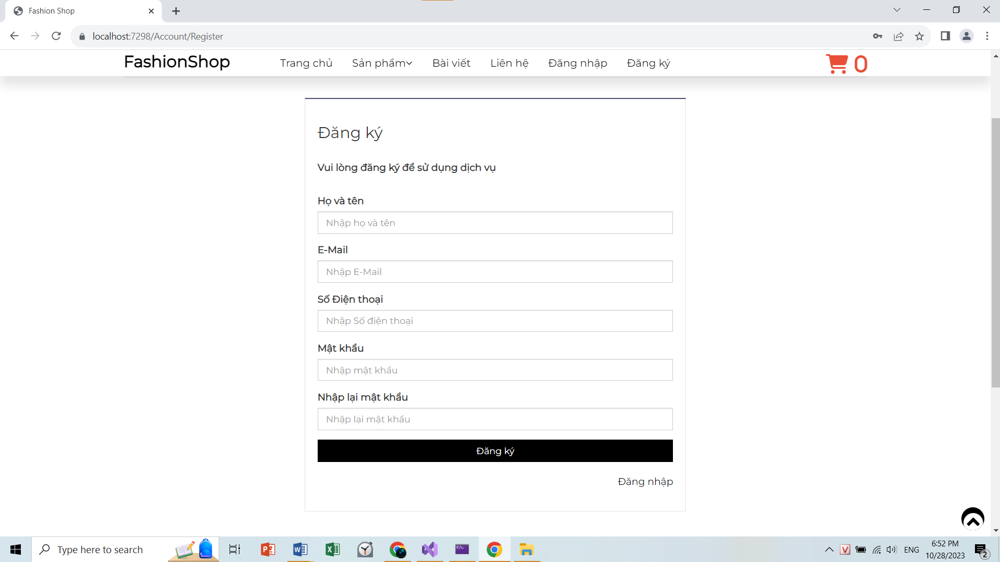 Fashion Shop
localhost:7298/Account/Register
FashionShop
Trang chủ Sản phẩm Bài viết Liên hệ Đăng nhập Đăng ký
0
Đăng ký
Vui lòng đăng ký để sử dụng dịch vụ
Họ và tên
Nhập họ và tên
E-Mail
Nhập E-Mail
Số Điện thoại
Nhập Số điện thoại
Mật khẩu
Nhập mật khẩu
Nhập lại mật khẩu
Nhập lại mật khẩu
Đăng ký
Đăng nhập
Type here to search
ENG
6:52 PM
10/28/2023
2